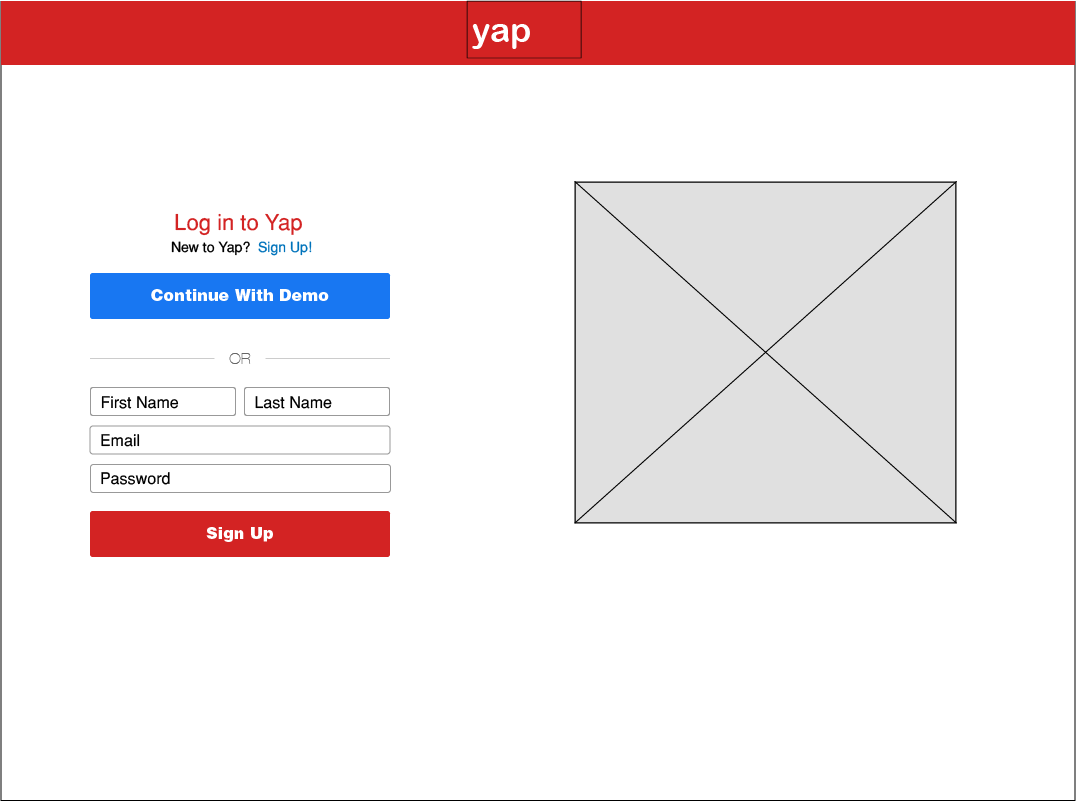 yap
Log in to Yap
New to Yap? Sign Up!
Continue With Demo
OR
First Name Last Name
Email
Password
Sign Up